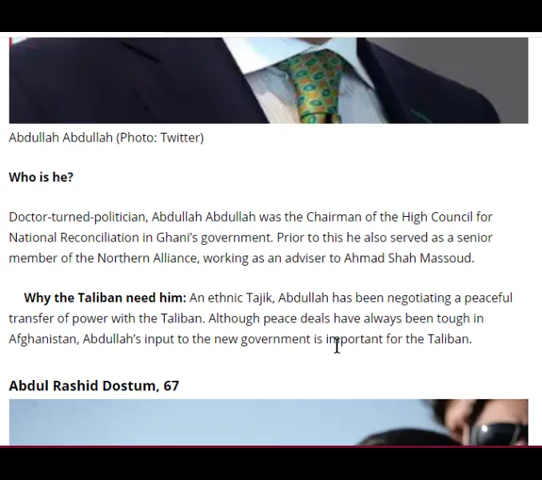 Abdullah Abdullah (Photo: Twitter)
Who is he?
Doctor-turned-politician, Abdullah Abdullah was the Chairman of the High Council for
National Reconciliation in Ghani's government. Prior to this he also served as a senior
member of the Northern Alliance, working as an adviser to Ahmad Shah Massoud.
Why the Taliban need him: An ethnic Tajik, Abdullah has been negotiating a peaceful
transfer of power with the Taliban. Although peace deals have always been tough in
Afghanistan, Abdullah's input to the new government is important for the Taliban.
Abdul Rashid Dostum, 67